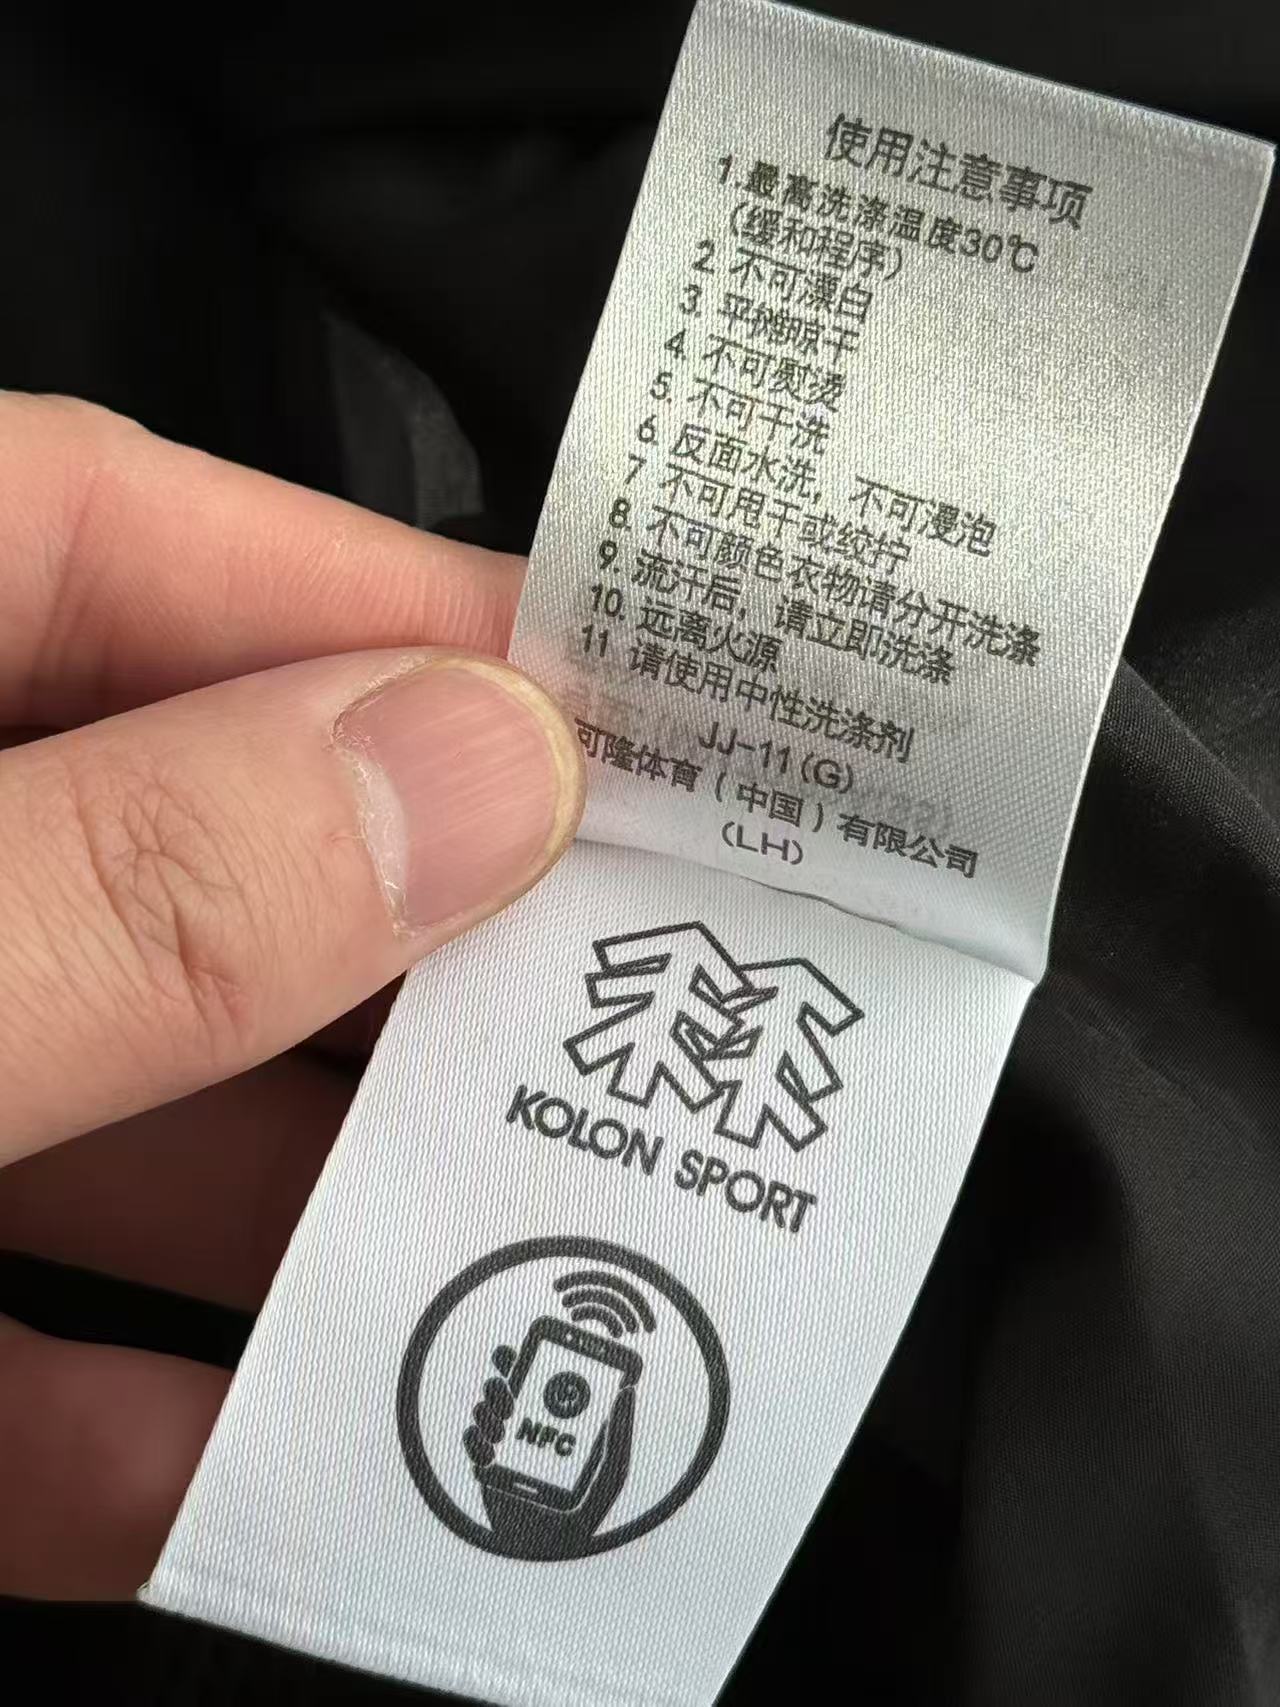 使用注意事项
1.最高洗涤温度30℃
(缓和程序)
2. 不可漂白
3. 平摊晾干
4. 不可熨烫
5. 不可干洗
6. 反面水洗，不可浸泡
7 不可甩干或绞拧
8. 不可颜色衣物请分开洗涤
9. 流汗后，请立即洗涤
10. 远离火源
11 请使用中性洗涤剂
JJ-11(G)
可隆体育（中国）有限公司
(LH)
KOLON SPORT
NFC